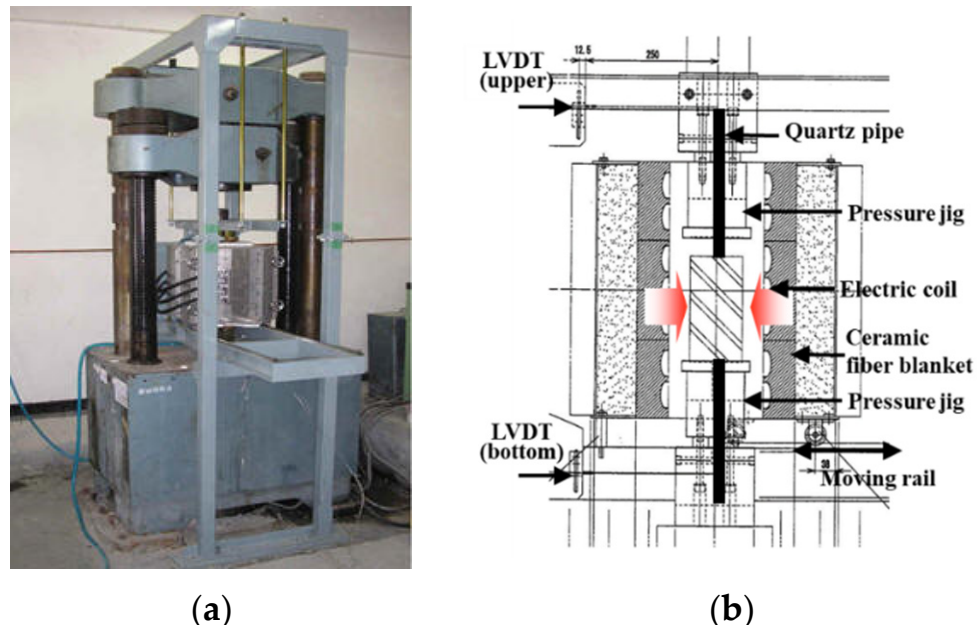 LVDT
(upper)
12.5
250
Quartz pipe
Pressure jig
Electric coil
Ceramic
fiber blanket
Pressure jig
LVDT
(bottom)
30
Moving rail
(a)
(b)